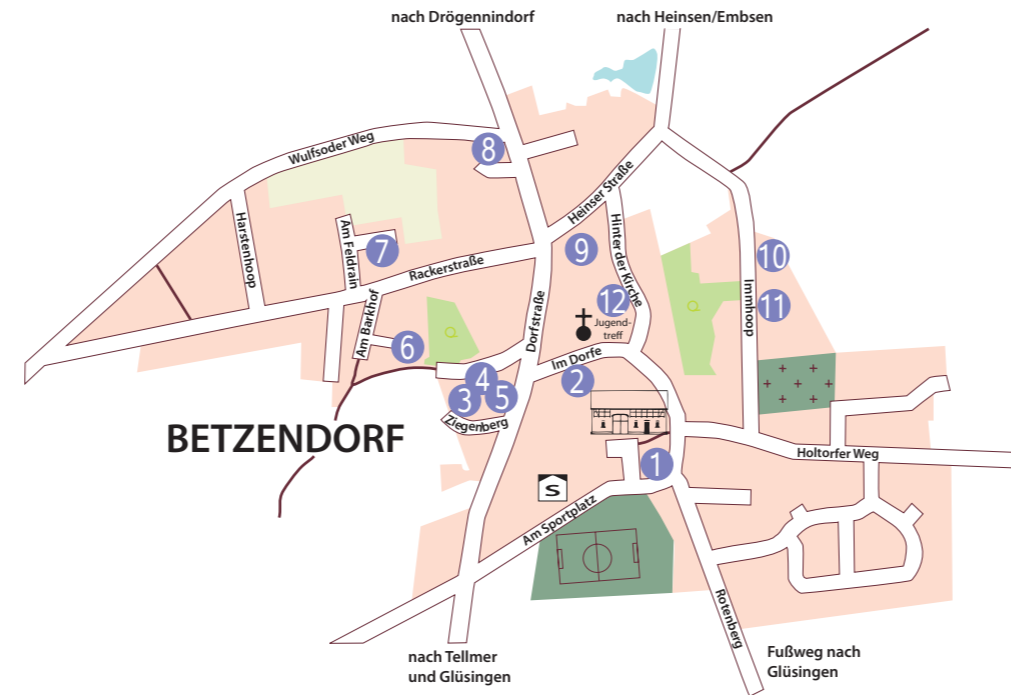 nach Drögennindorf
nach Heinsen/Embsen
Wulfsoder Weg
8
Heinser Straße
Harstenhoop
Am Feldrain
7
Hinter der Kirche
9
10
Rackerstraße
Immhoop
11
12
Jugend-
treff
Am Barkhof
6
Dorfstraße
Im Dorfe
4
2
3
5
Ziegenberg
BETZENDORF
Holtorfer Weg
1
S
Am Sportplatz
Rotenberg
nach Tellmer
und Glüsingen
Fußweg nach
Glüsingen